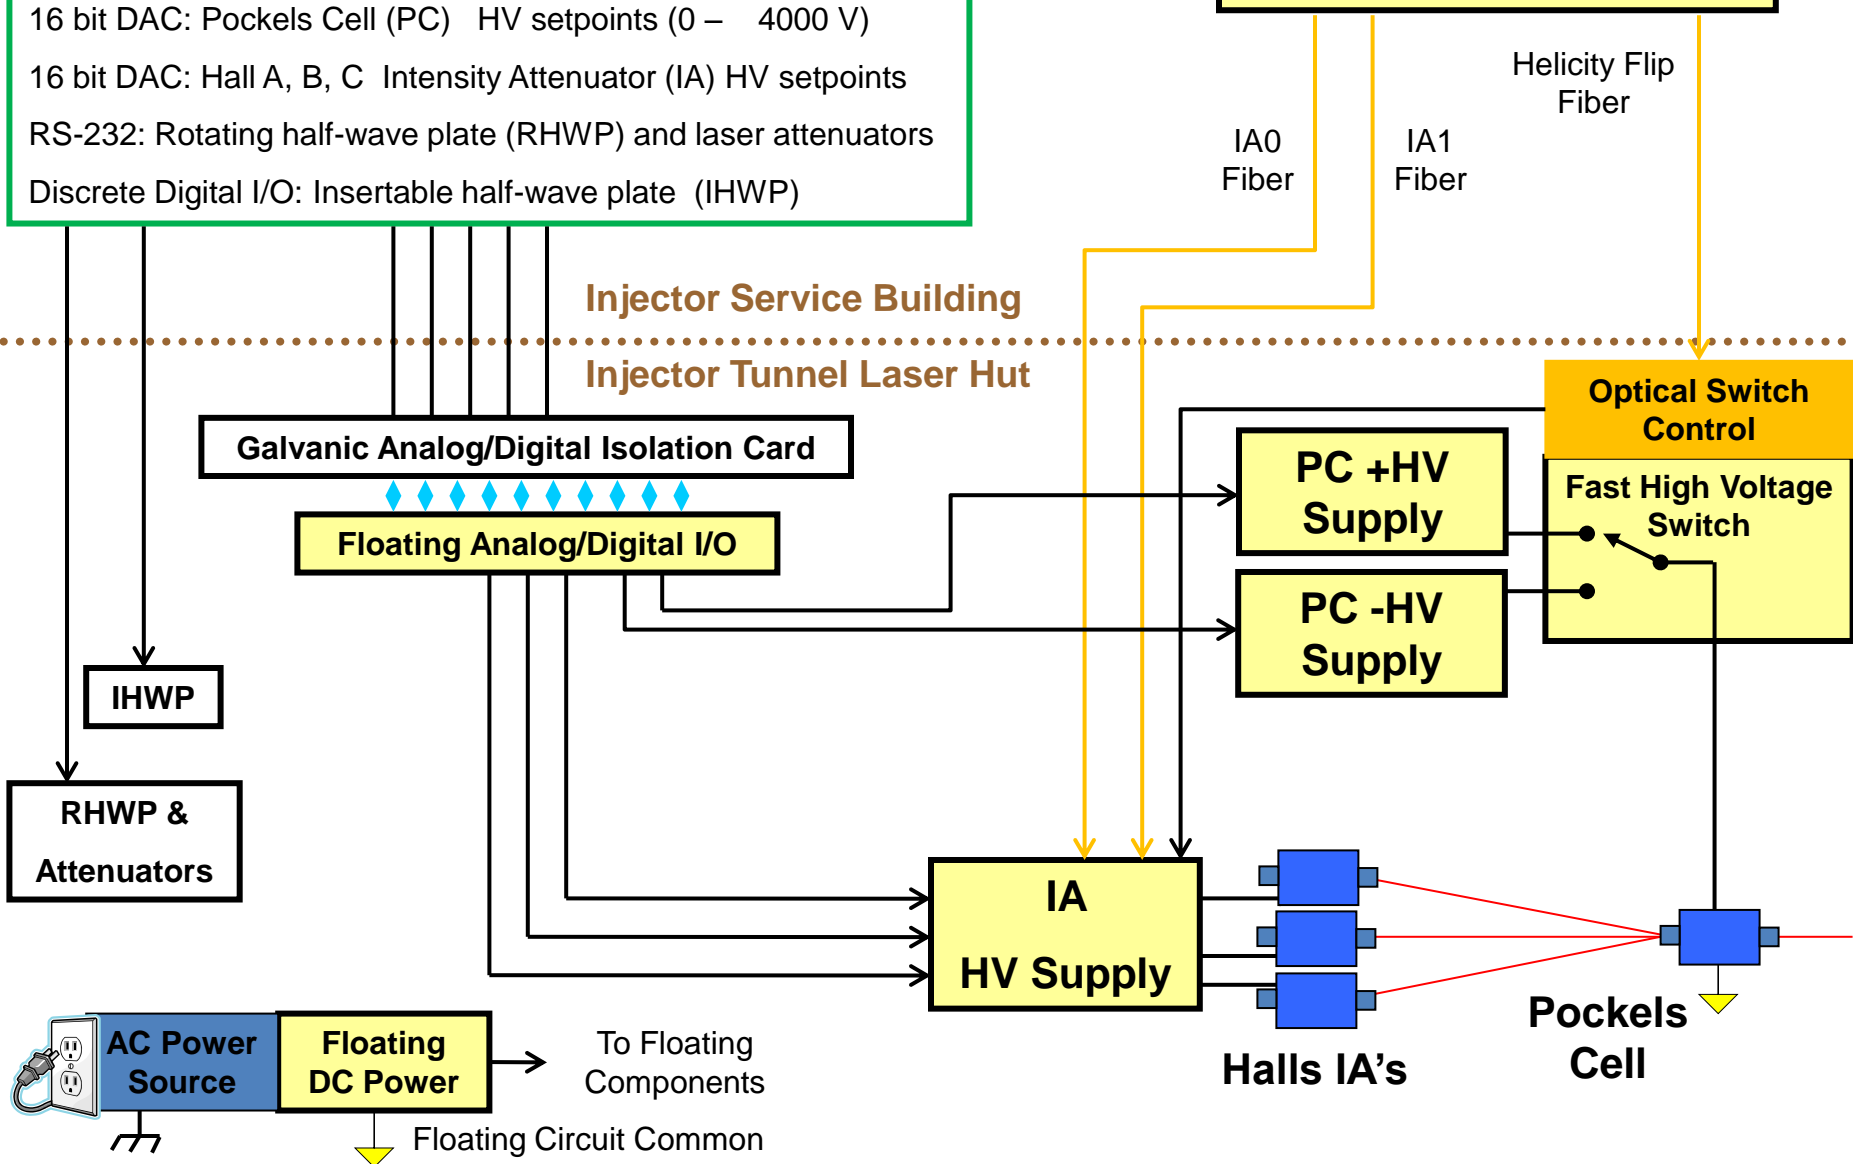 16 bit DAC: Pockels Cell (PC) HV setpoints (0 – 4000 V)
16 bit DAC: Hall A, B, C Intensity Attenuator (IA) HV setpoints
RS-232: Rotating half-wave plate (RHWP) and laser attenuators
Discrete Digital I/O: Insertable half-wave plate (IHWP)
Helicity Flip
Fiber
IA0
Fiber
IA1
Fiber
Injector Service Building
Injector Tunnel Laser Hut
Optical Switch
Control
Galvanic Analog/Digital Isolation Card
PC +HV
Supply
Fast High Voltage
Switch
Floating Analog/Digital I/O
PC -HV
Supply
IHWP
RHWP &
Attenuators
IA
HV Supply
Pockels
Cell
Halls IA's
AC Power
Source
Floating
DC Power
To Floating
Components
Floating Circuit Common